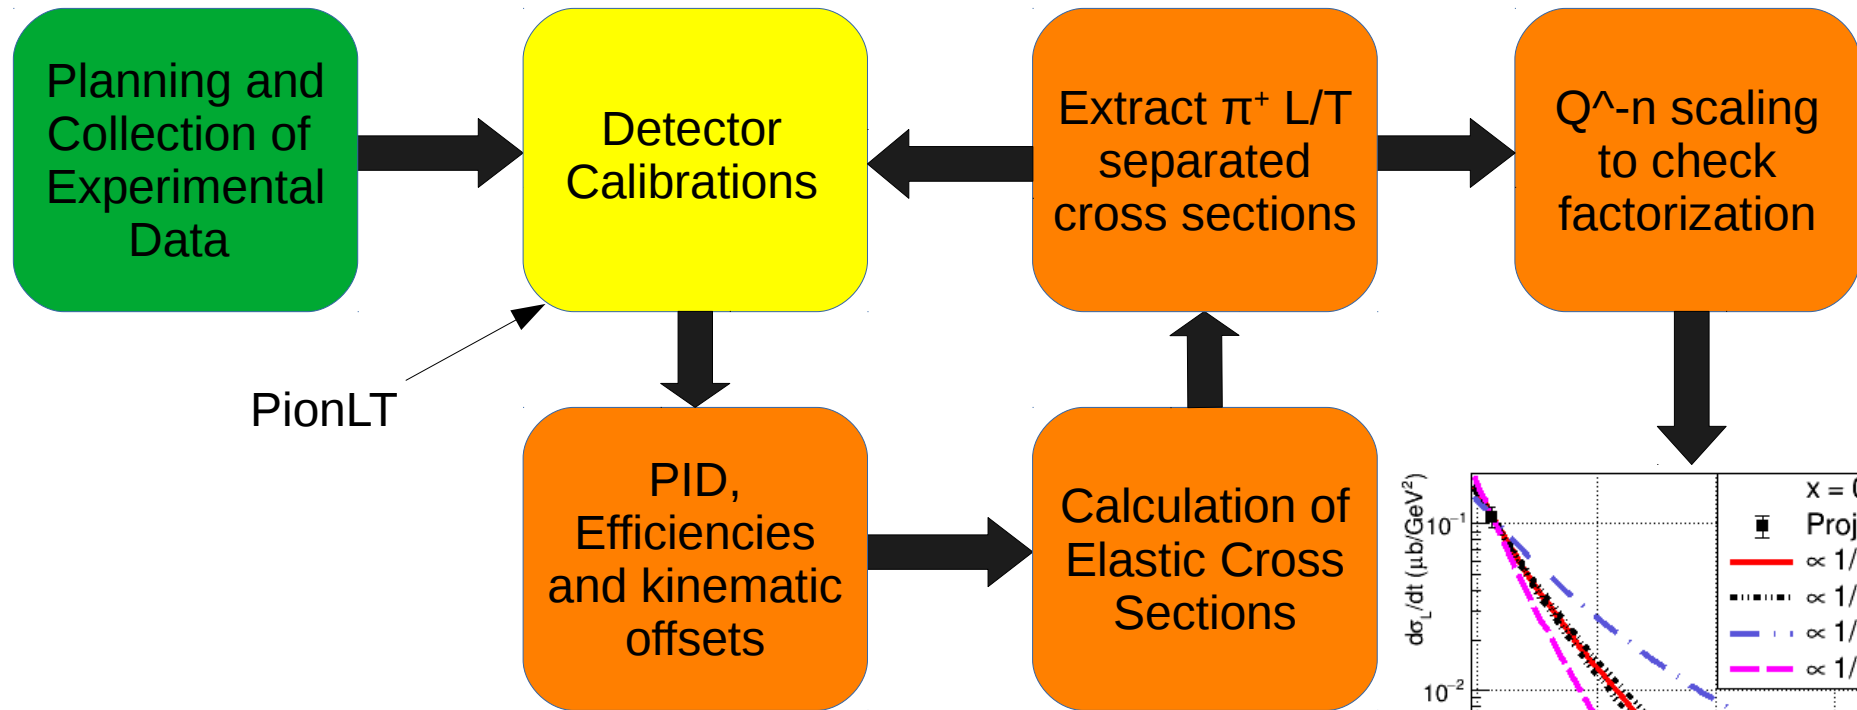 Planning and
Collection of
Experimental
Data
Detector
Calibrations
Extract π⁺ L/T
separated
cross sections
Q^-n scaling
to check
factorization
PionLT
PID,
Efficiencies
and kinematic
offsets
Calculation of
Elastic Cross
Sections
dσ_L/dt (μb/GeV²)
10⁻¹
10⁻²
x =
∝ 1/
∝ 1/
∝ 1/
∝ 1/